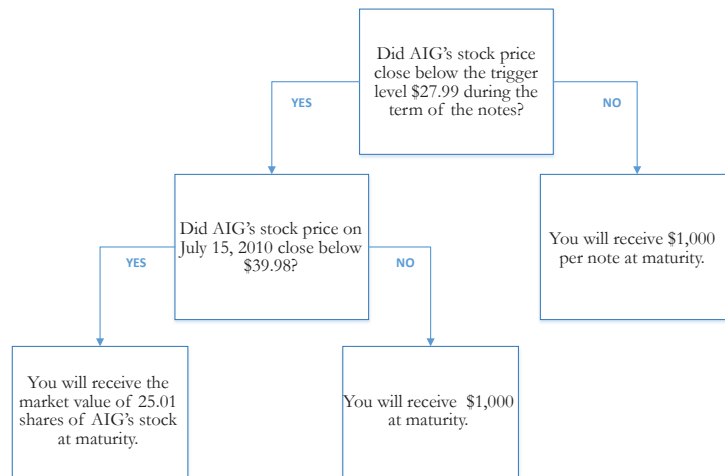 Did AIG's stock price
close below the trigger
level $27.99 during the
term of the notes?
YES
NO
Did AIG's stock price on
July 15, 2010 close below
$39.98?
You will receive $1,000
per note at maturity.
YES
NO
You will receive the
market value of 25.01
shares of AIG's stock
at maturity.
You will receive $1,000
at maturity.